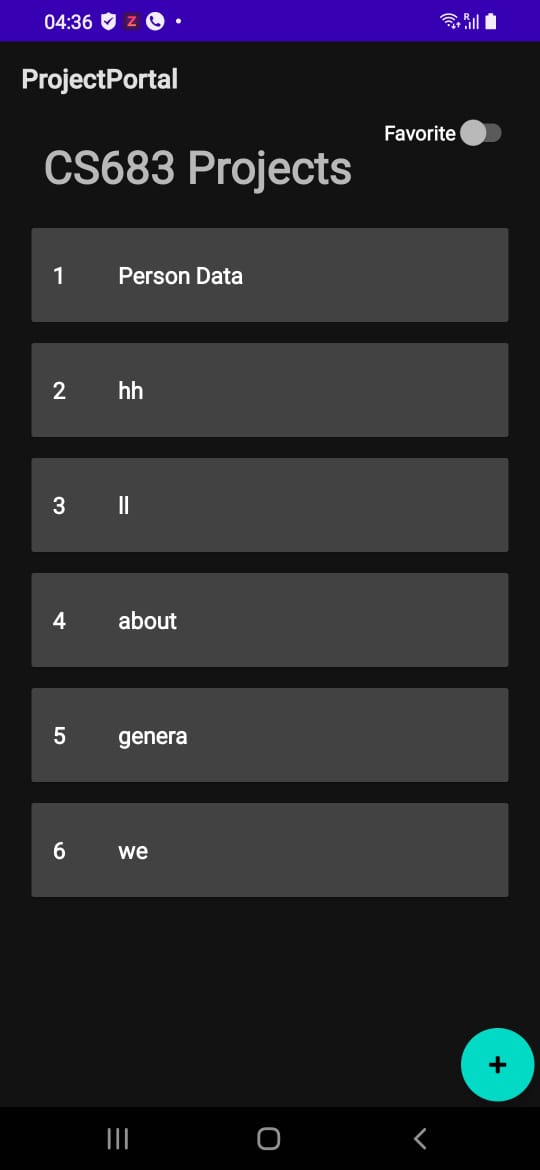 04:36
ProjectPortal
Favorite
CS683 Projects
1 Person Data
2 hh
3 ll
4 about
5 genera
6 we
+